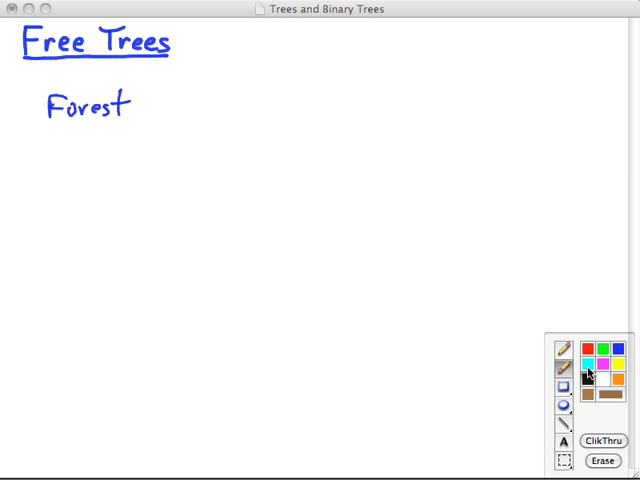 Trees and Binary Trees
Free Trees
Forest
A
ClikThru
Erase